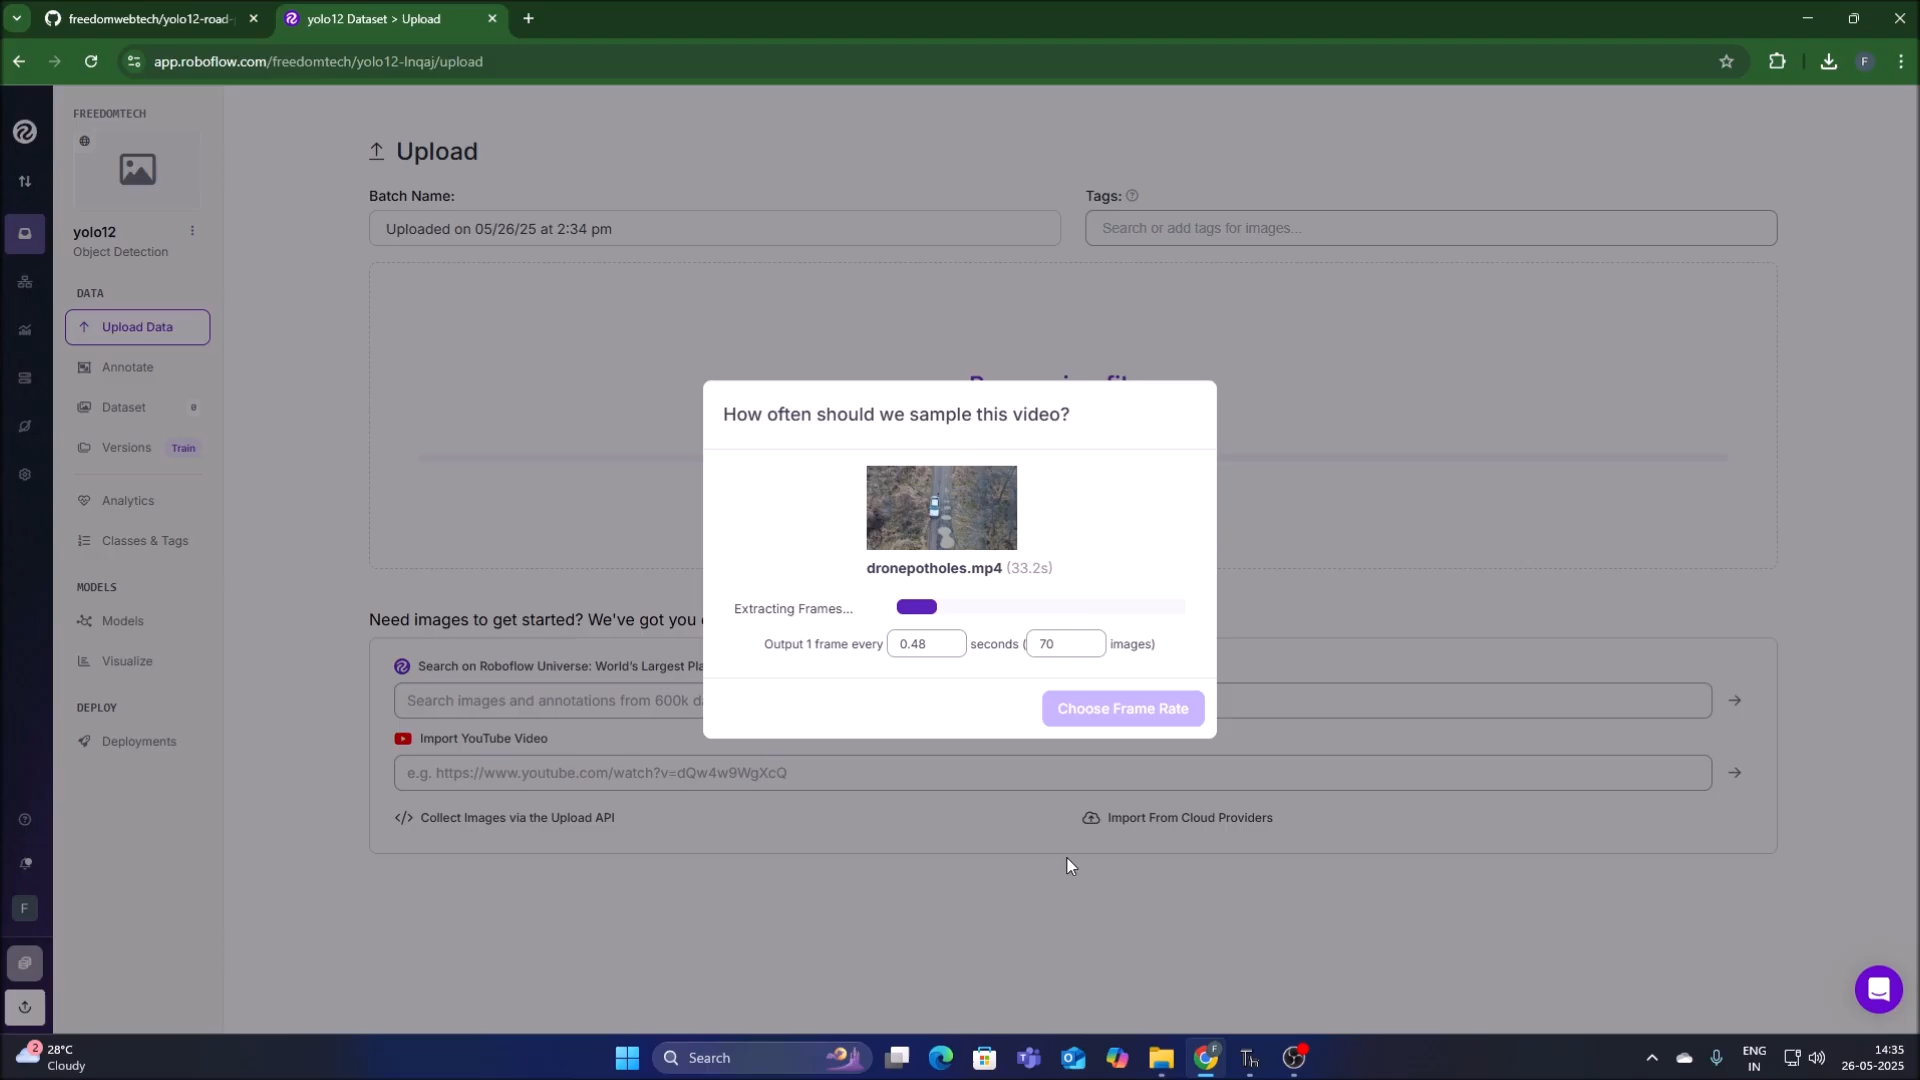 freedomwebtech/yolo12-road-
yolo12 Dataset > Upload
app.roboflow.com/freedomtech/yolo12-lnqaj/upload
F
FREEDOMTECH
yolo12
Object Detection
DATA
Upload Data
Annotate
Dataset 0
Versions Train
Analytics
Classes & Tags
MODELS
Models
Visualize
DEPLOY
Deployments
F
Upload
Batch Name:
Uploaded on 05/26/25 at 2:34 pm
Tags:
Search or add tags for images...
How often should we sample this video?
dronepotholes.mp4 (33.2s)
Extracting Frames...
Output 1 frame every 0.48 seconds ( 70 images)
Choose Frame Rate
Need images to get started? We've got you
Search on Roboflow Universe: World's Largest Pla
Search images and annotations from 600k da
Import YouTube Video
e.g. https://www.youtube.com/watch?v=dQw4w9WgXcQ
Collect Images via the Upload API
Import From Cloud Providers
2
28°C
Cloudy
Search
F
ENG
IN
14:35
26-05-2025